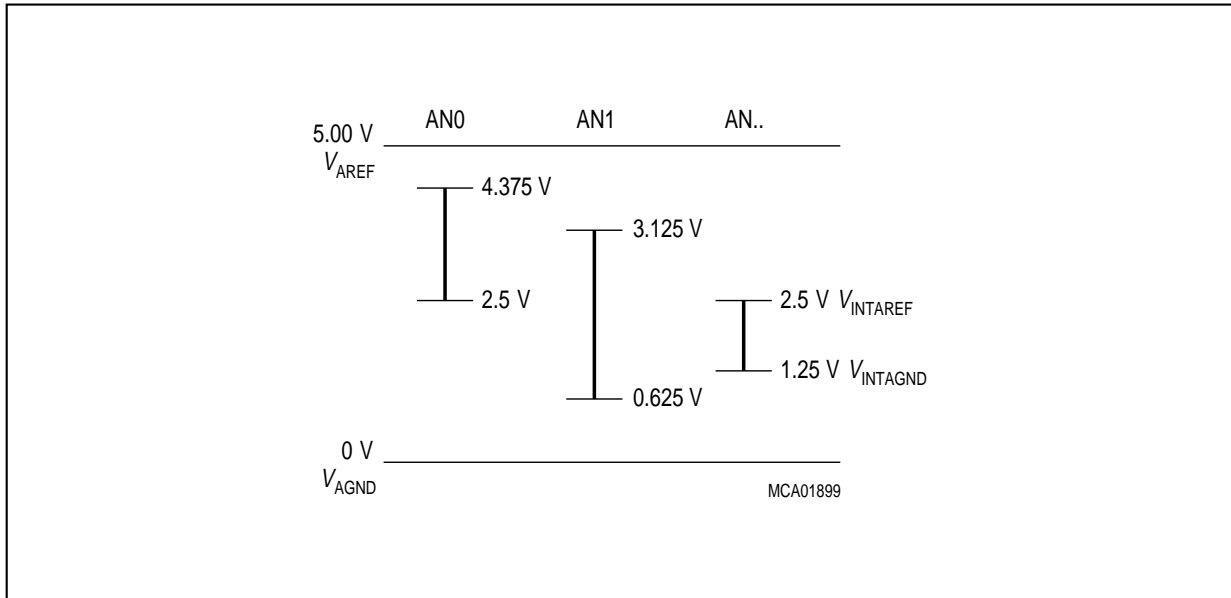 AN0 AN1 AN..
5.00 V
VAREF
4.375 V
3.125 V
2.5 V
2.5 V VINTAREF
1.25 V VINTAGND
0.625 V
0 V
VAGND
MCA01899